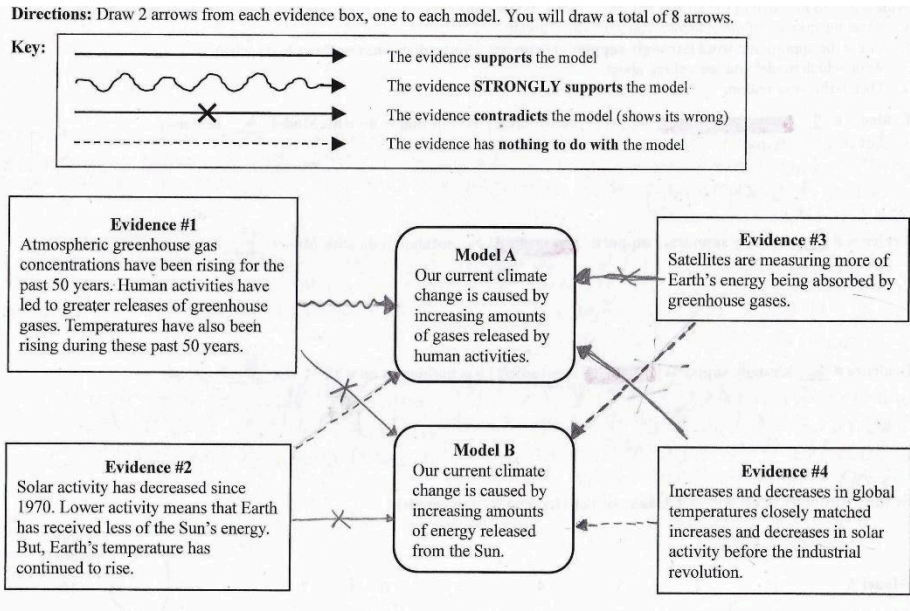 Directions: Draw 2 arrows from each evidence box, one to each model. You will draw a total of 8 arrows.
Key:
The evidence supports the model
The evidence STRONGLY supports the model
The evidence contradicts the model (shows its wrong)
The evidence has nothing to do with the model
Evidence #1
Atmospheric greenhouse gas
concentrations have been rising for the
past 50 years. Human activities have
led to greater releases of greenhouse
gases. Temperatures have also been
rising during these past 50 years.
Model A
Our current climate
change is caused by
increasing amounts
of gases released by
human activities.
Evidence #3
Satellites are measuring more of
Earth's energy being absorbed by
greenhouse gases.
Evidence #2
Solar activity has decreased since
1970. Lower activity means that Earth
has received less of the Sun's energy.
But, Earth's temperature has
continued to rise.
Model B
Our current climate
change is caused by
increasing amounts
of energy released
from the Sun.
Evidence #4
Increases and decreases in global
temperatures closely matched
increases and decreases in solar
activity before the industrial
revolution.